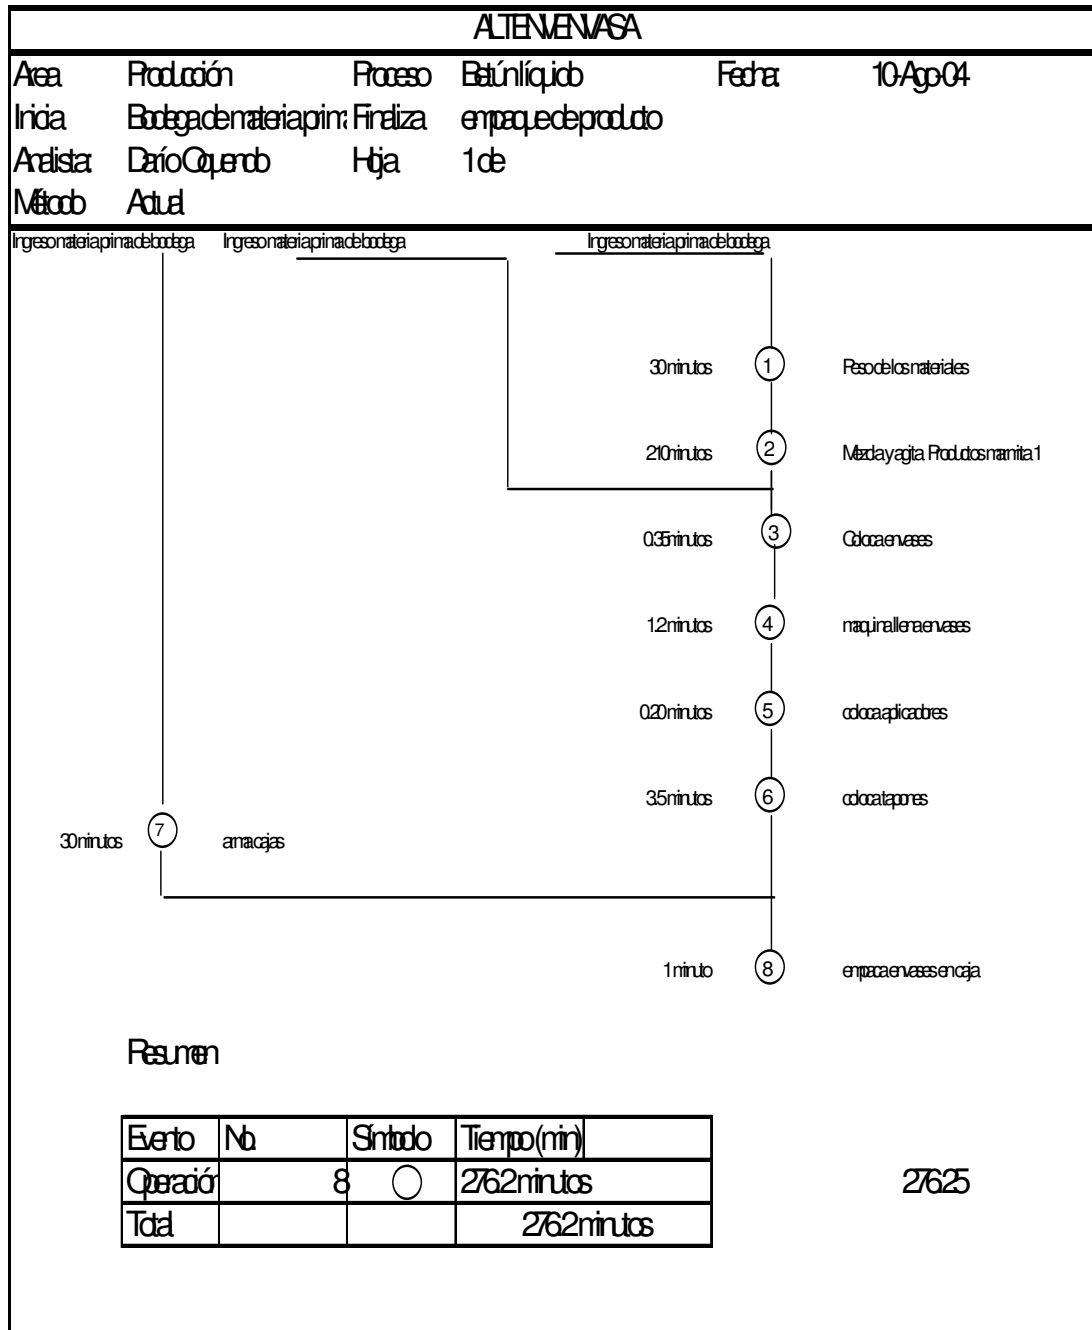 ALTENVENVASA
Area Producción Proceso Betún líquido Fecha: 10-Ago-04
Inicia Bodega de materia prima Finaliza empaque de producto
Analista: Darío Oquendo Hoja 1 de
Método Actual
Ingreso materia prima de bodega Ingreso materia prima de bodega Ingreso materia prima de bodega
30 minutos 1 Peso de los materiales
210 minutos 2 Mezcla y agita Productos marmita 1
0.35 minutos 3 Coloca envases
1.2 minutos 4 maquina llena envases
0.20 minutos 5 coloca aplicadores
3.5 minutos 6 coloca tapones
30 minutos 7 arma cajas
1 minuto 8 empaca envases en caja
Resumen
Evento No. Símbolo Tiempo (min)
Operación 8 276.2 minutos 276.25
Total 276.2 minutos